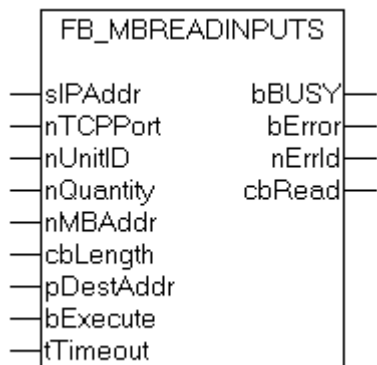 FB_MBREADINPUTS
sIPAddr bBUSY
nTCPPort bError
nUnitID nErrId
nQuantity cbRead
nMBAddr
cbLength
pDestAddr
bExecute
tTimeout